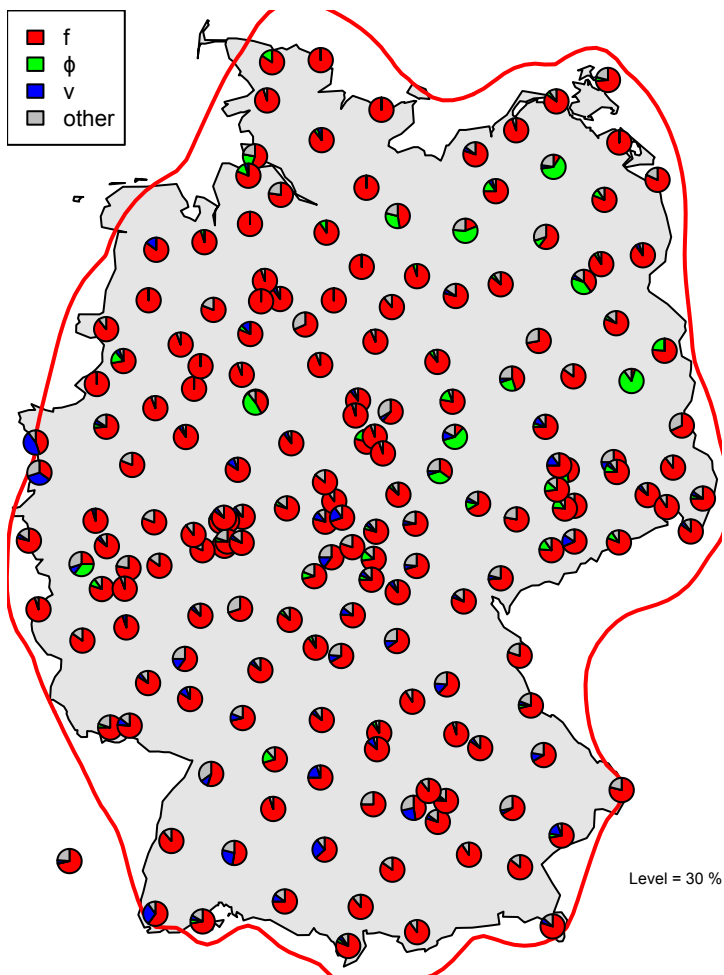 f
ϕ
v
other
Level = 30 %